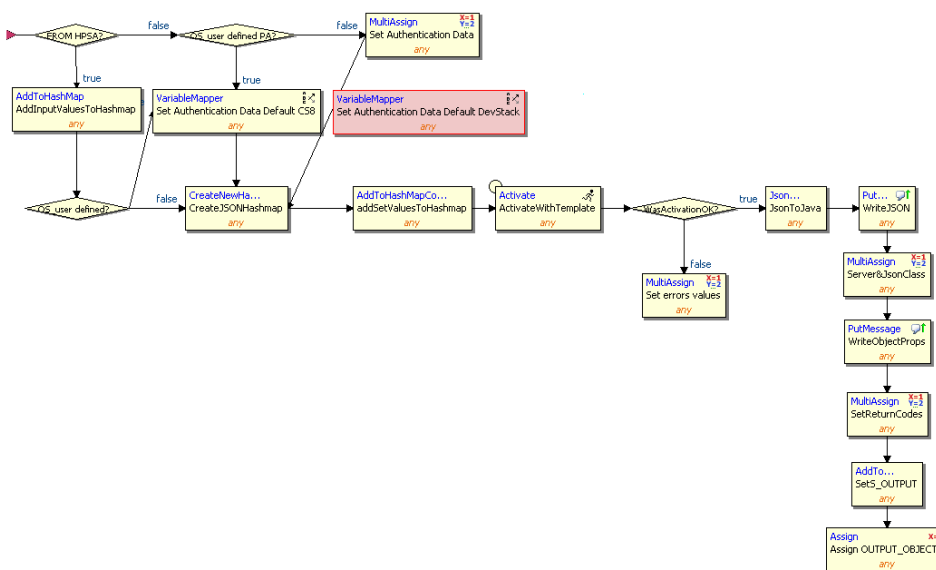 FROM HPSA?
false
OS_user defined PA?
false
MultiAssign
X=1
Y=2
Set Authentication Data
any
true
true
AddToHashMap
AddInputValuesToHashmap
any
VariableMapper
Set Authentication Data Default CS8
any
VariableMapper
Set Authentication Data Default DevStack
any
OS_user defined?
false
CreateNewHa...
CreateJSONHashmap
any
AddToHashMapCo...
addSetValuesToHashmap
any
Activate
ActivateWithTemplate
any
WasActivationOK?
true
Json...
JsonToJava
any
Put...
WriteJSON
any
false
MultiAssign
X=1
Y=2
Set errors values
any
MultiAssign
X=1
Y=2
Server&JsonClass
any
PutMessage
WriteObjectProps
any
MultiAssign
X=1
Y=2
SetReturnCodes
any
AddTo...
SetS_OUTPUT
any
Assign
X=
Assign OUTPUT_OBJECT
any